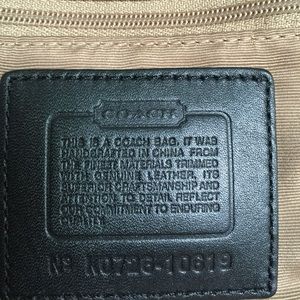 COACH
THIS IS A COACH BAG. IT WAS
HANDCRAFTED IN CHINA FROM
THE FINEST MATERIALS TRIMMED
WITH GENUINE LEATHER. ITS
SUPERIOR CRAFTSMANSHIP AND
ATTENTION TO DETAIL REFLECT
OUR COMMITMENT TO ENDURING
QUALITY.
Nº K0726-10619